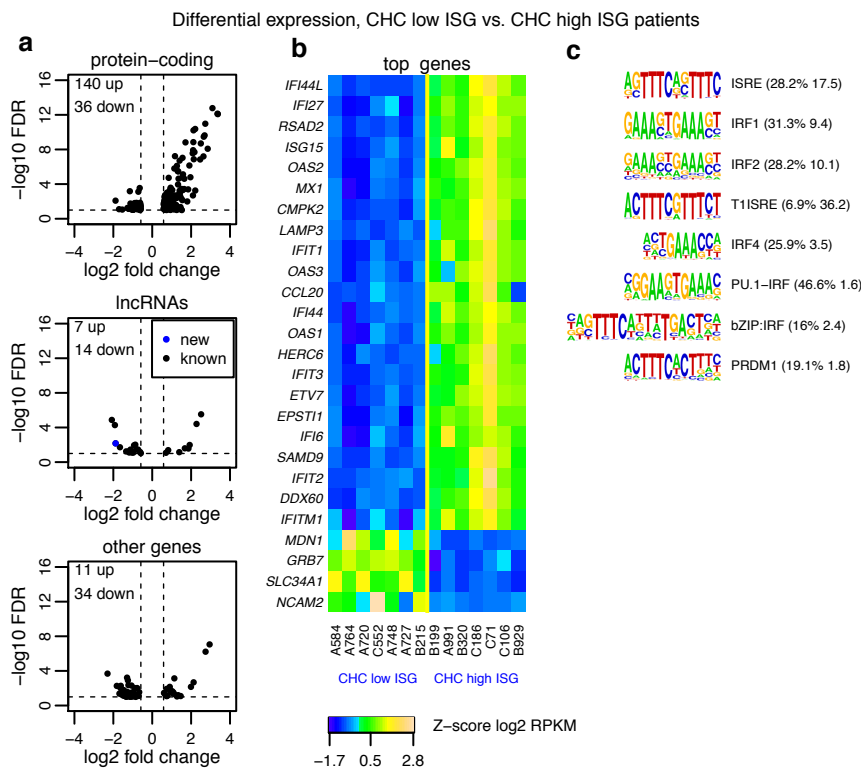 Differential expression, CHC low ISG vs. CHC high ISG patients
a
protein−coding
140 up
36 down
16
12
8
4
0
−log10 FDR
−4 −2 0 2 4
log2 fold change
lncRNAs
7 up
14 down
new
known
16
12
8
4
0
−log10 FDR
−4 −2 0 2 4
log2 fold change
other genes
11 up
34 down
16
12
8
4
0
−log10 FDR
−4 −2 0 2 4
log2 fold change
b
top genes
IFI44L
IFI27
RSAD2
ISG15
OAS2
MX1
CMPK2
LAMP3
IFIT1
OAS3
CCL20
IFI44
OAS1
HERC6
IFIT3
ETV7
EPSTI1
IFI6
SAMD9
IFIT2
DDX60
IFITM1
MDN1
GRB7
SLC34A1
NCAM2
A584 A764 A720 C552 A748 A727 B215 B199 A991 B320 C186 C71 C106 B929
CHC low ISG CHC high ISG
Z−score log2 RPKM
−1.7 0.5 2.8
c
ISRE (28.2% 17.5)
IRF1 (31.3% 9.4)
IRF2 (28.2% 10.1)
T1ISRE (6.9% 36.2)
IRF4 (25.9% 3.5)
PU.1−IRF (46.6% 1.6)
bZIP:IRF (16% 2.4)
PRDM1 (19.1% 1.8)